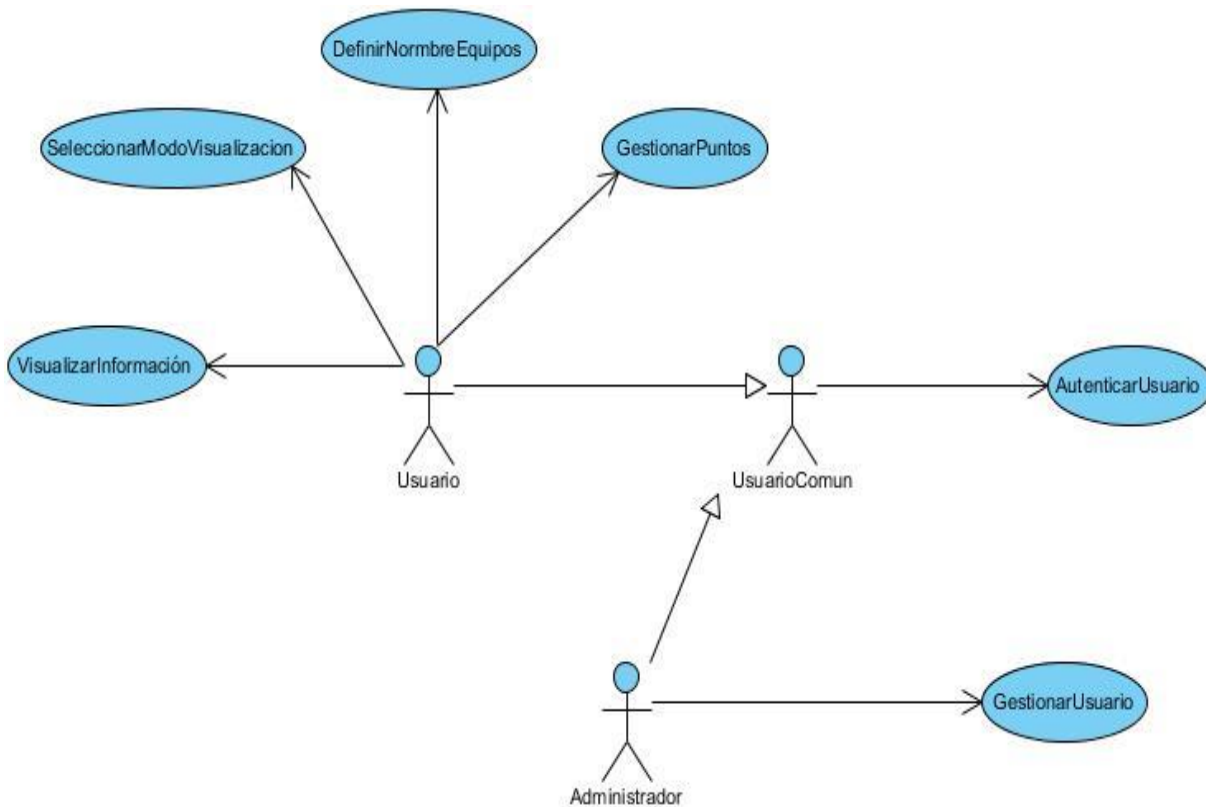 DefinirNormbreEquipos
SeleccionarModoVisualizacion
GestionarPuntos
VisualizarInformación
AutenticarUsuario
Usuario
UsuarioComun
GestionarUsuario
Administrador